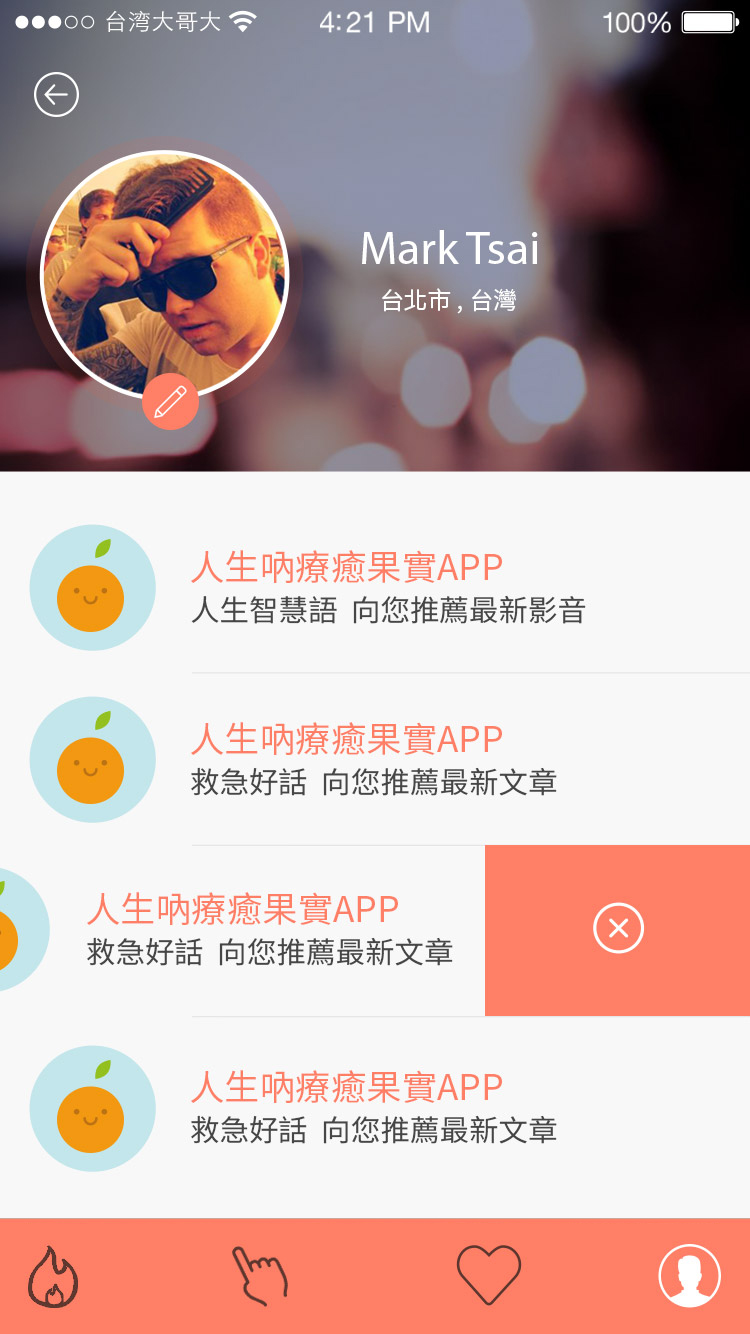 台湾大哥大 4:21 PM 100%
Mark Tsai
台北市 , 台灣
人生吶療癒果實APP
人生智慧語 向您推薦最新影音
人生吶療癒果實APP
救急好話 向您推薦最新文章
人生吶療癒果實APP
救急好話 向您推薦最新文章
人生吶療癒果實APP
救急好話 向您推薦最新文章